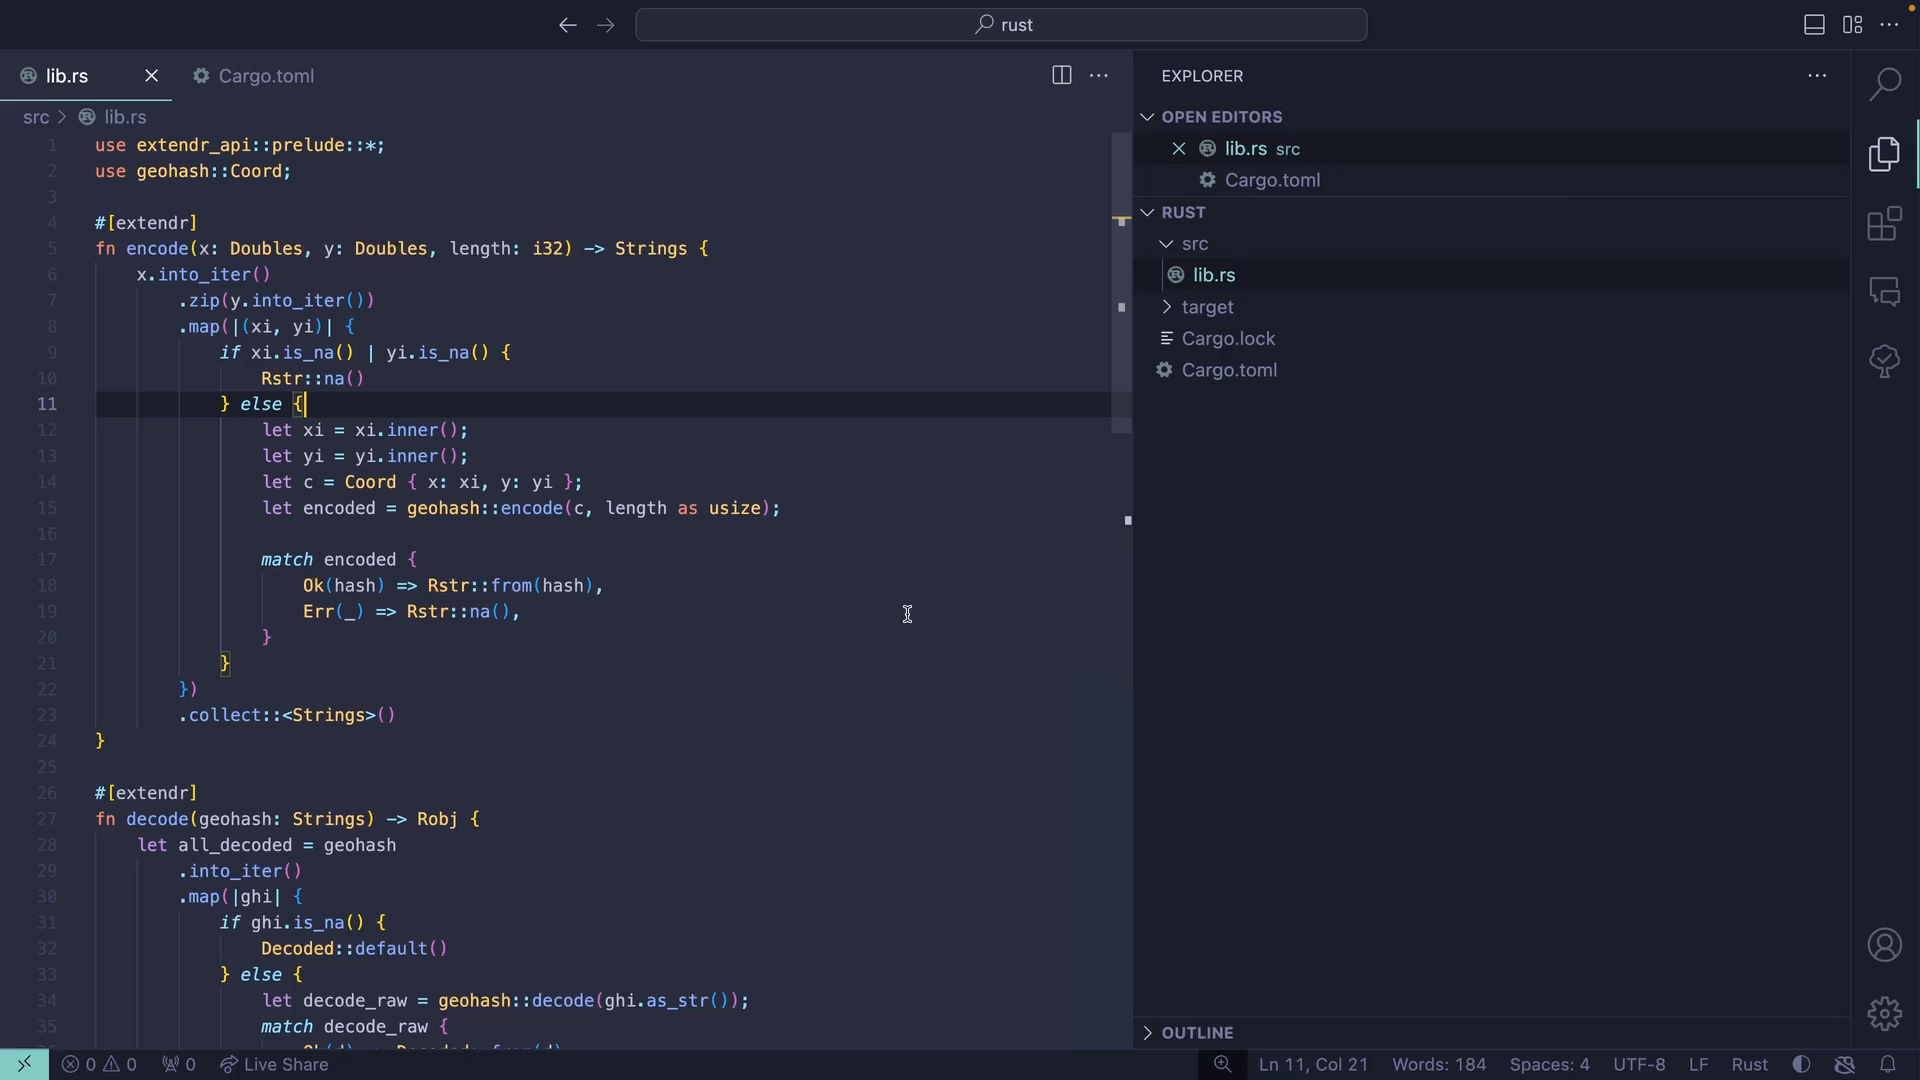 rust
lib.rs
Cargo.toml
src > lib.rs
1 use extendr_api::prelude::*;
2 use geohash::Coord;
3
4 #[extendr]
5 fn encode(x: Doubles, y: Doubles, length: i32) -> Strings {
6 x.into_iter()
7 .zip(y.into_iter())
8 .map(|(xi, yi)| {
9 if xi.is_na() | yi.is_na() {
10 Rstr::na()
11 } else {
12 let xi = xi.inner();
13 let yi = yi.inner();
14 let c = Coord { x: xi, y: yi };
15 let encoded = geohash::encode(c, length as usize);
16
17 match encoded {
18 Ok(hash) => Rstr::from(hash),
19 Err(_) => Rstr::na(),
20 }
21 }
22 })
23 .collect::<Strings>()
24 }
25
26 #[extendr]
27 fn decode(geohash: Strings) -> Robj {
28 let all_decoded = geohash
29 .into_iter()
30 .map(|ghi| {
31 if ghi.is_na() {
32 Decoded::default()
33 } else {
34 let decode_raw = geohash::decode(ghi.as_str());
35 match decode_raw {
EXPLORER
OPEN EDITORS
lib.rs src
Cargo.toml
RUST
src
lib.rs
target
Cargo.lock
Cargo.toml
OUTLINE
0 0 0 Live Share
Ln 11, Col 21 Words: 184 Spaces: 4 UTF-8 LF Rust